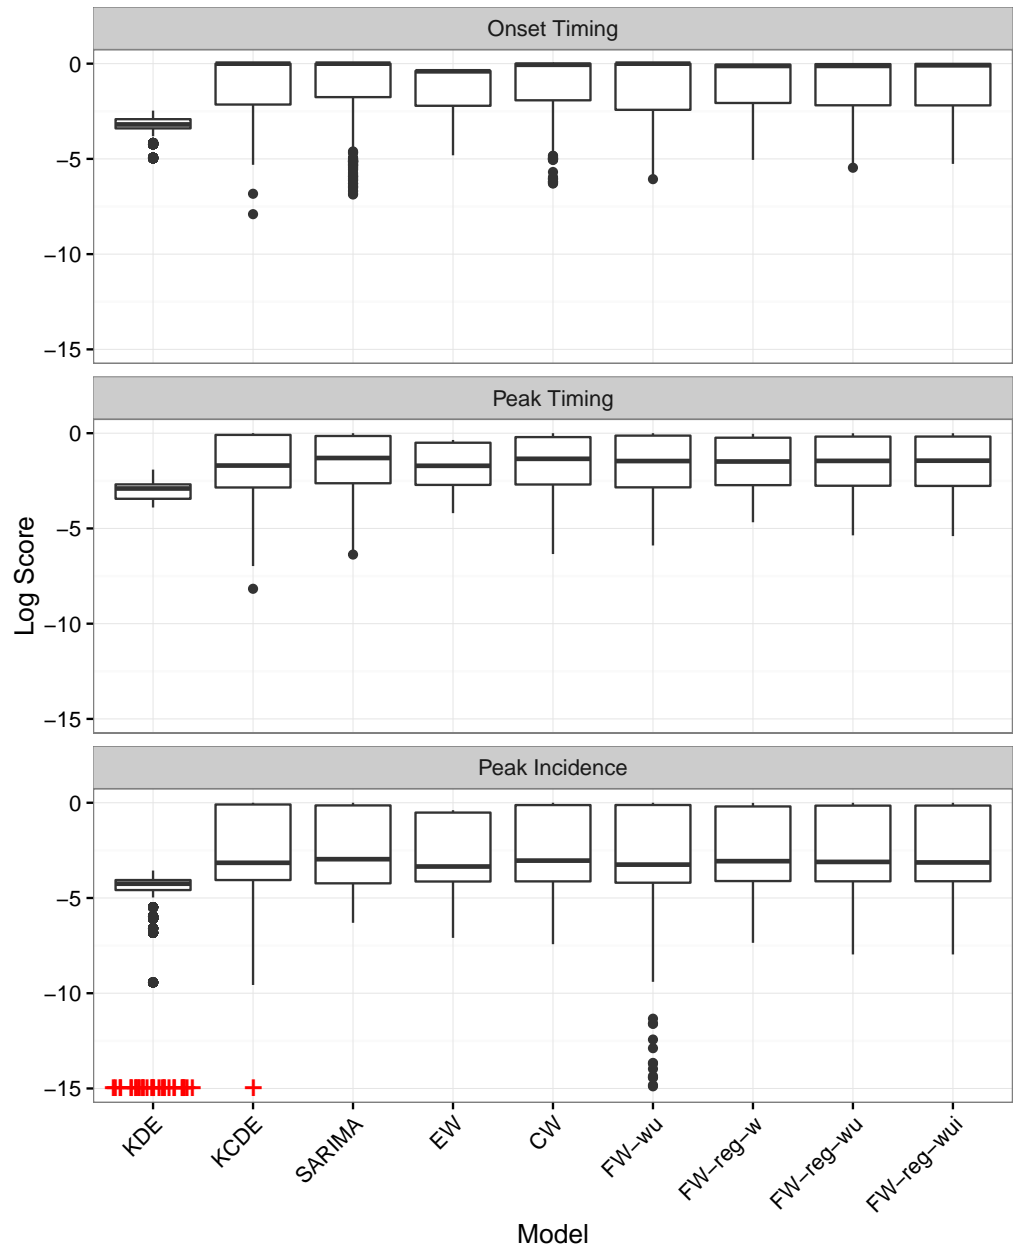 Onset Timing
0
−5
−10
−15
Peak Timing
0
−5
−10
−15
Peak Incidence
0
−5
−10
−15
Log Score
KDE
KCDE
SARIMA
EW
CW
FW−wu
FW−reg−w
FW−reg−wu
FW−reg−wui
Model